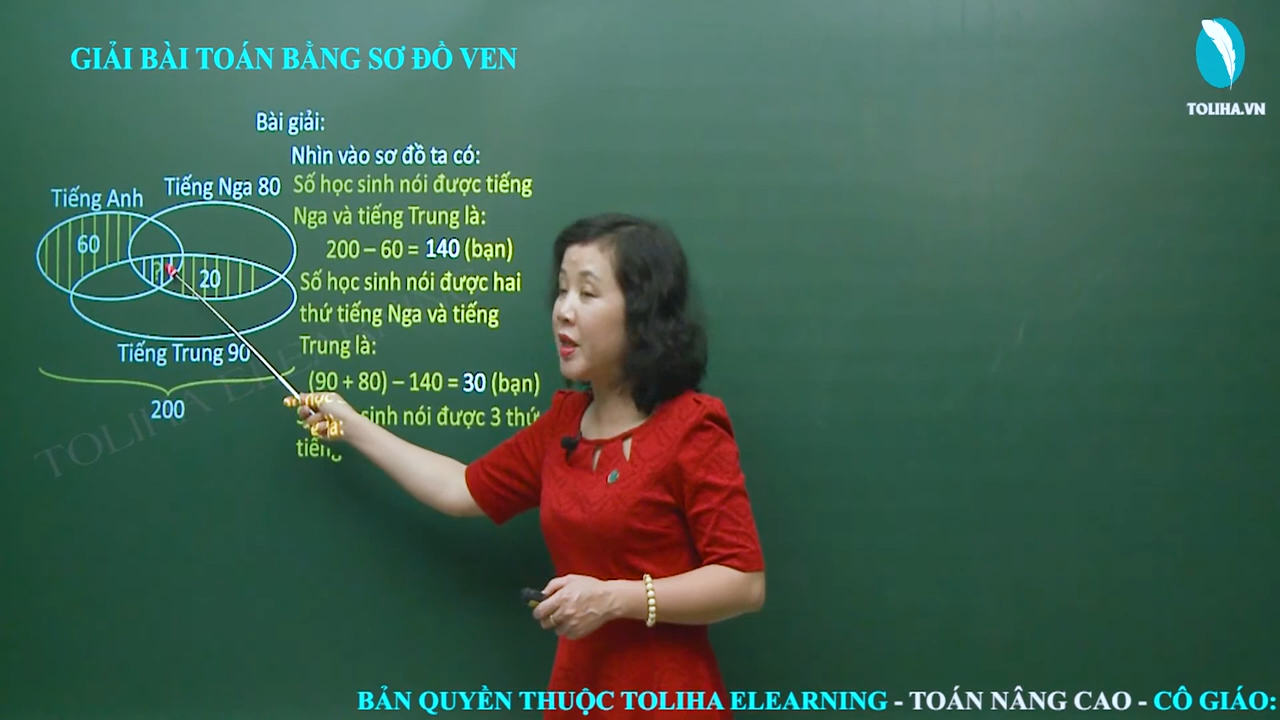 GIẢI BÀI TOÁN BẰNG SƠ ĐỒ VEN
TOLIHA.VN
Bài giải:
Nhìn vào sơ đồ ta có:
Số học sinh nói được tiếng
Nga và tiếng Trung là:
200 – 60 = 140 (bạn)
Số học sinh nói được hai
thứ tiếng Nga và tiếng
Trung là:
(90 + 80) – 140 = 30 (bạn)
sinh nói được 3 thứ
là:
Tiếng Anh
Tiếng Nga 80
60
?
20
Tiếng Trung 90
200
BẢN QUYỀN THUỘC TOLIHA ELEARNING - TOÁN NÂNG CAO - CÔ GIÁO: